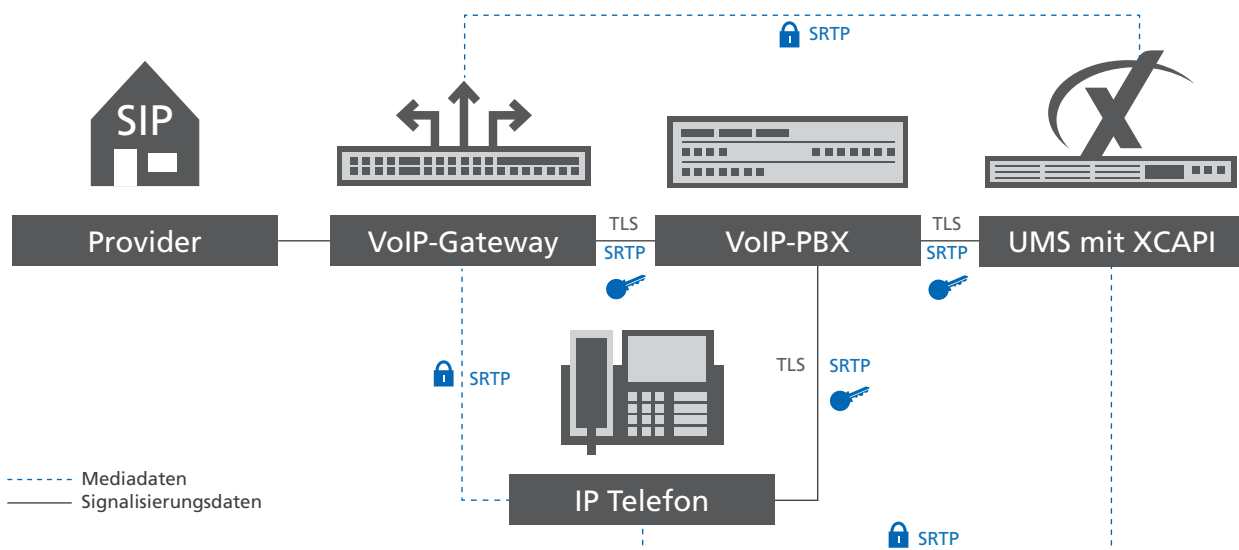 SRTP
SIP
Provider
VoIP-Gateway
TLS
SRTP
VoIP-PBX
TLS
SRTP
UMS mit XCAPI
SRTP
TLS
SRTP
IP Telefon
Mediadaten
Signalisierungsdaten
SRTP